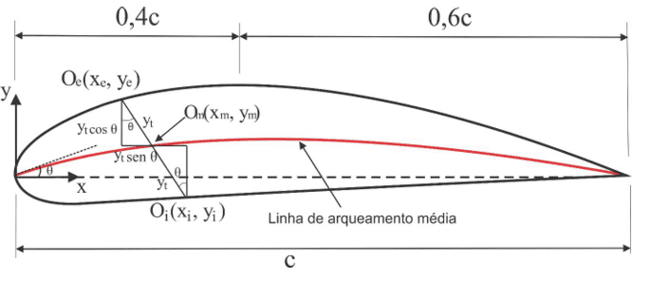 0,4c
0,6c
y
Oe(xe, ye)
yt cos θ
θ
yt
Om(xm, ym)
yt sen θ
θ
x
yt
θ
Oi(xi, yi)
Linha de arqueamento média
c